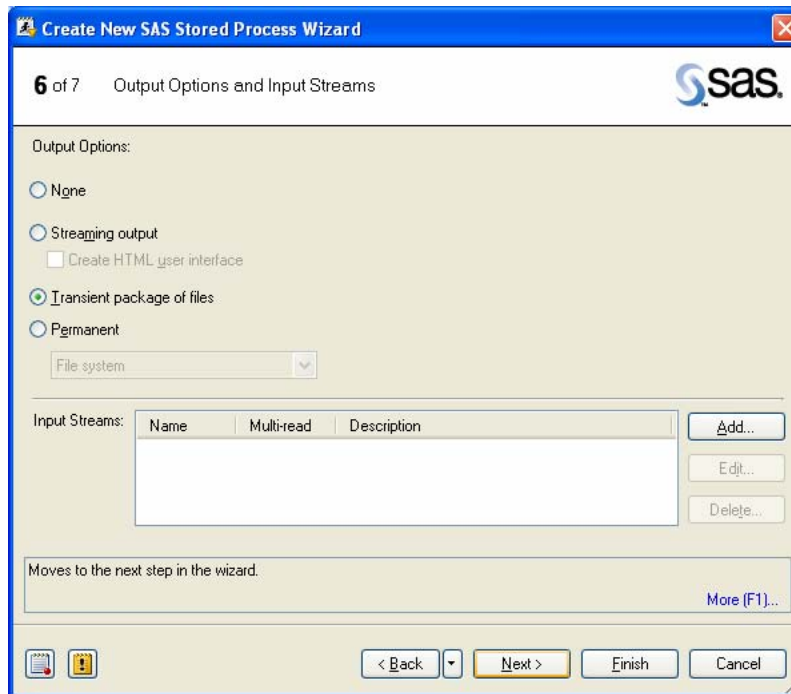 Create New SAS Stored Process Wizard
6 of 7 Output Options and Input Streams
sas.
Output Options:
None
Streaming output
Create HTML user interface
Transient package of files
Permanent
File system
Input Streams:
Name Multi-read Description
Add...
Edit...
Delete...
Moves to the next step in the wizard.
More (F1)...
< Back Next > Finish Cancel